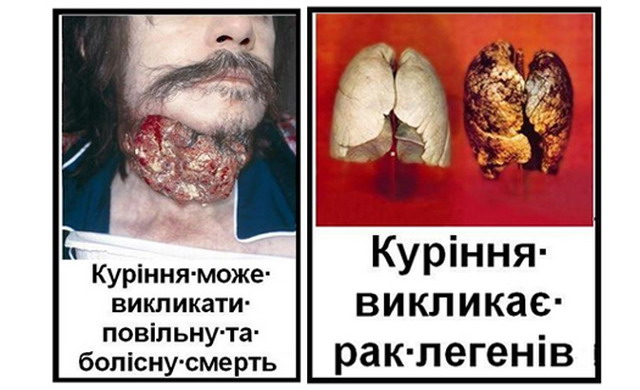 Куріння·може·
викликати·
повільну·та·
болісну·смерть
Куріння·
викликає·
рак·легенів